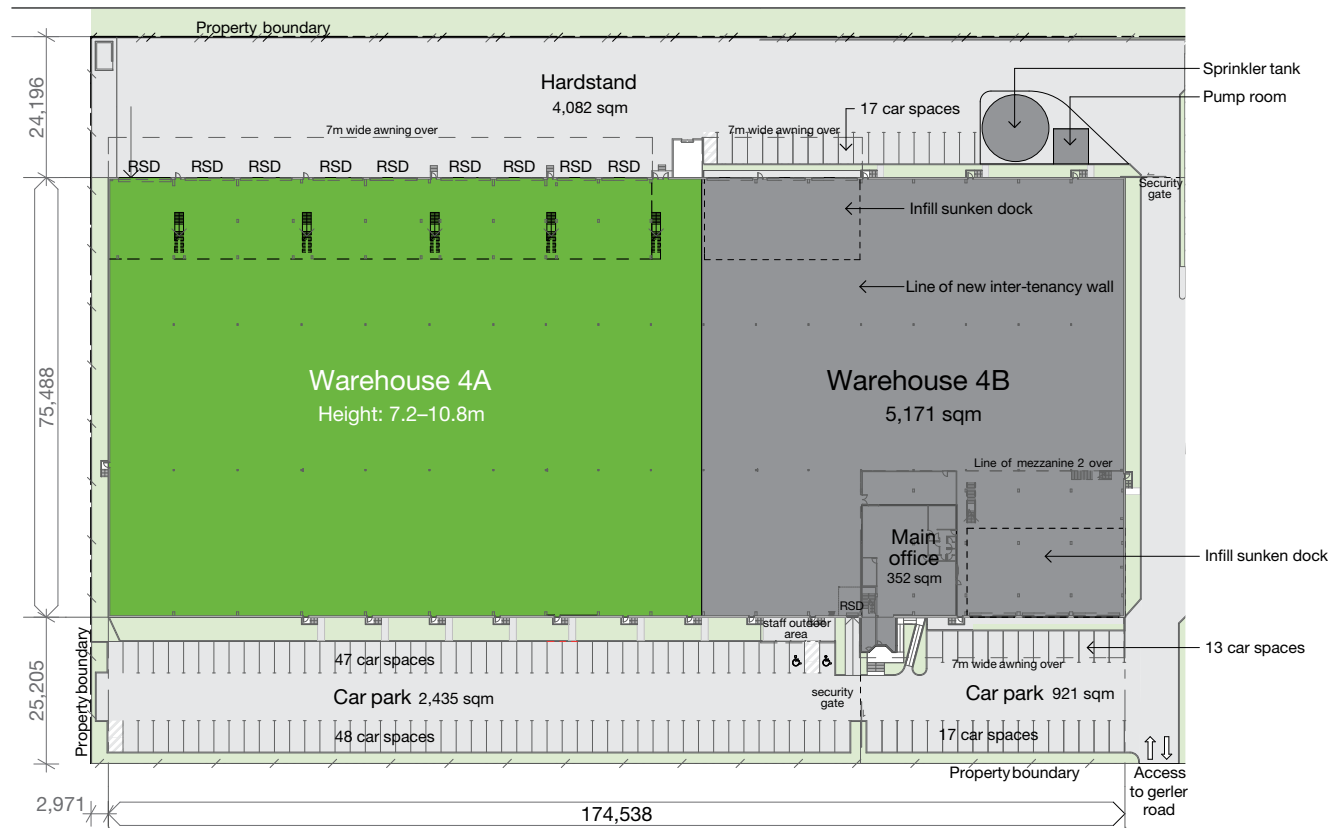 Property boundary
Hardstand
4,082 sqm
24,196
7m wide awning over
7m wide awning over
17 car spaces
Sprinkler tank
Pump room
RSD
RSD
RSD
RSD
RSD
RSD
RSD
RSD
RSD
Security
gate
Infill sunken dock
Line of new inter-tenancy wall
Warehouse 4A
Height: 7.2–10.8m
Warehouse 4B
5,171 sqm
75,488
Line of mezzanine 2 over
Main
office
352 sqm
Infill sunken dock
RSD
staff outdoor
area
47 car spaces
13 car spaces
7m wide awning over
Car park 2,435 sqm
security
gate
Car park 921 sqm
25,205
Property boundary
48 car spaces
17 car spaces
Property boundary
Access
to gerler
road
2,971
174,538